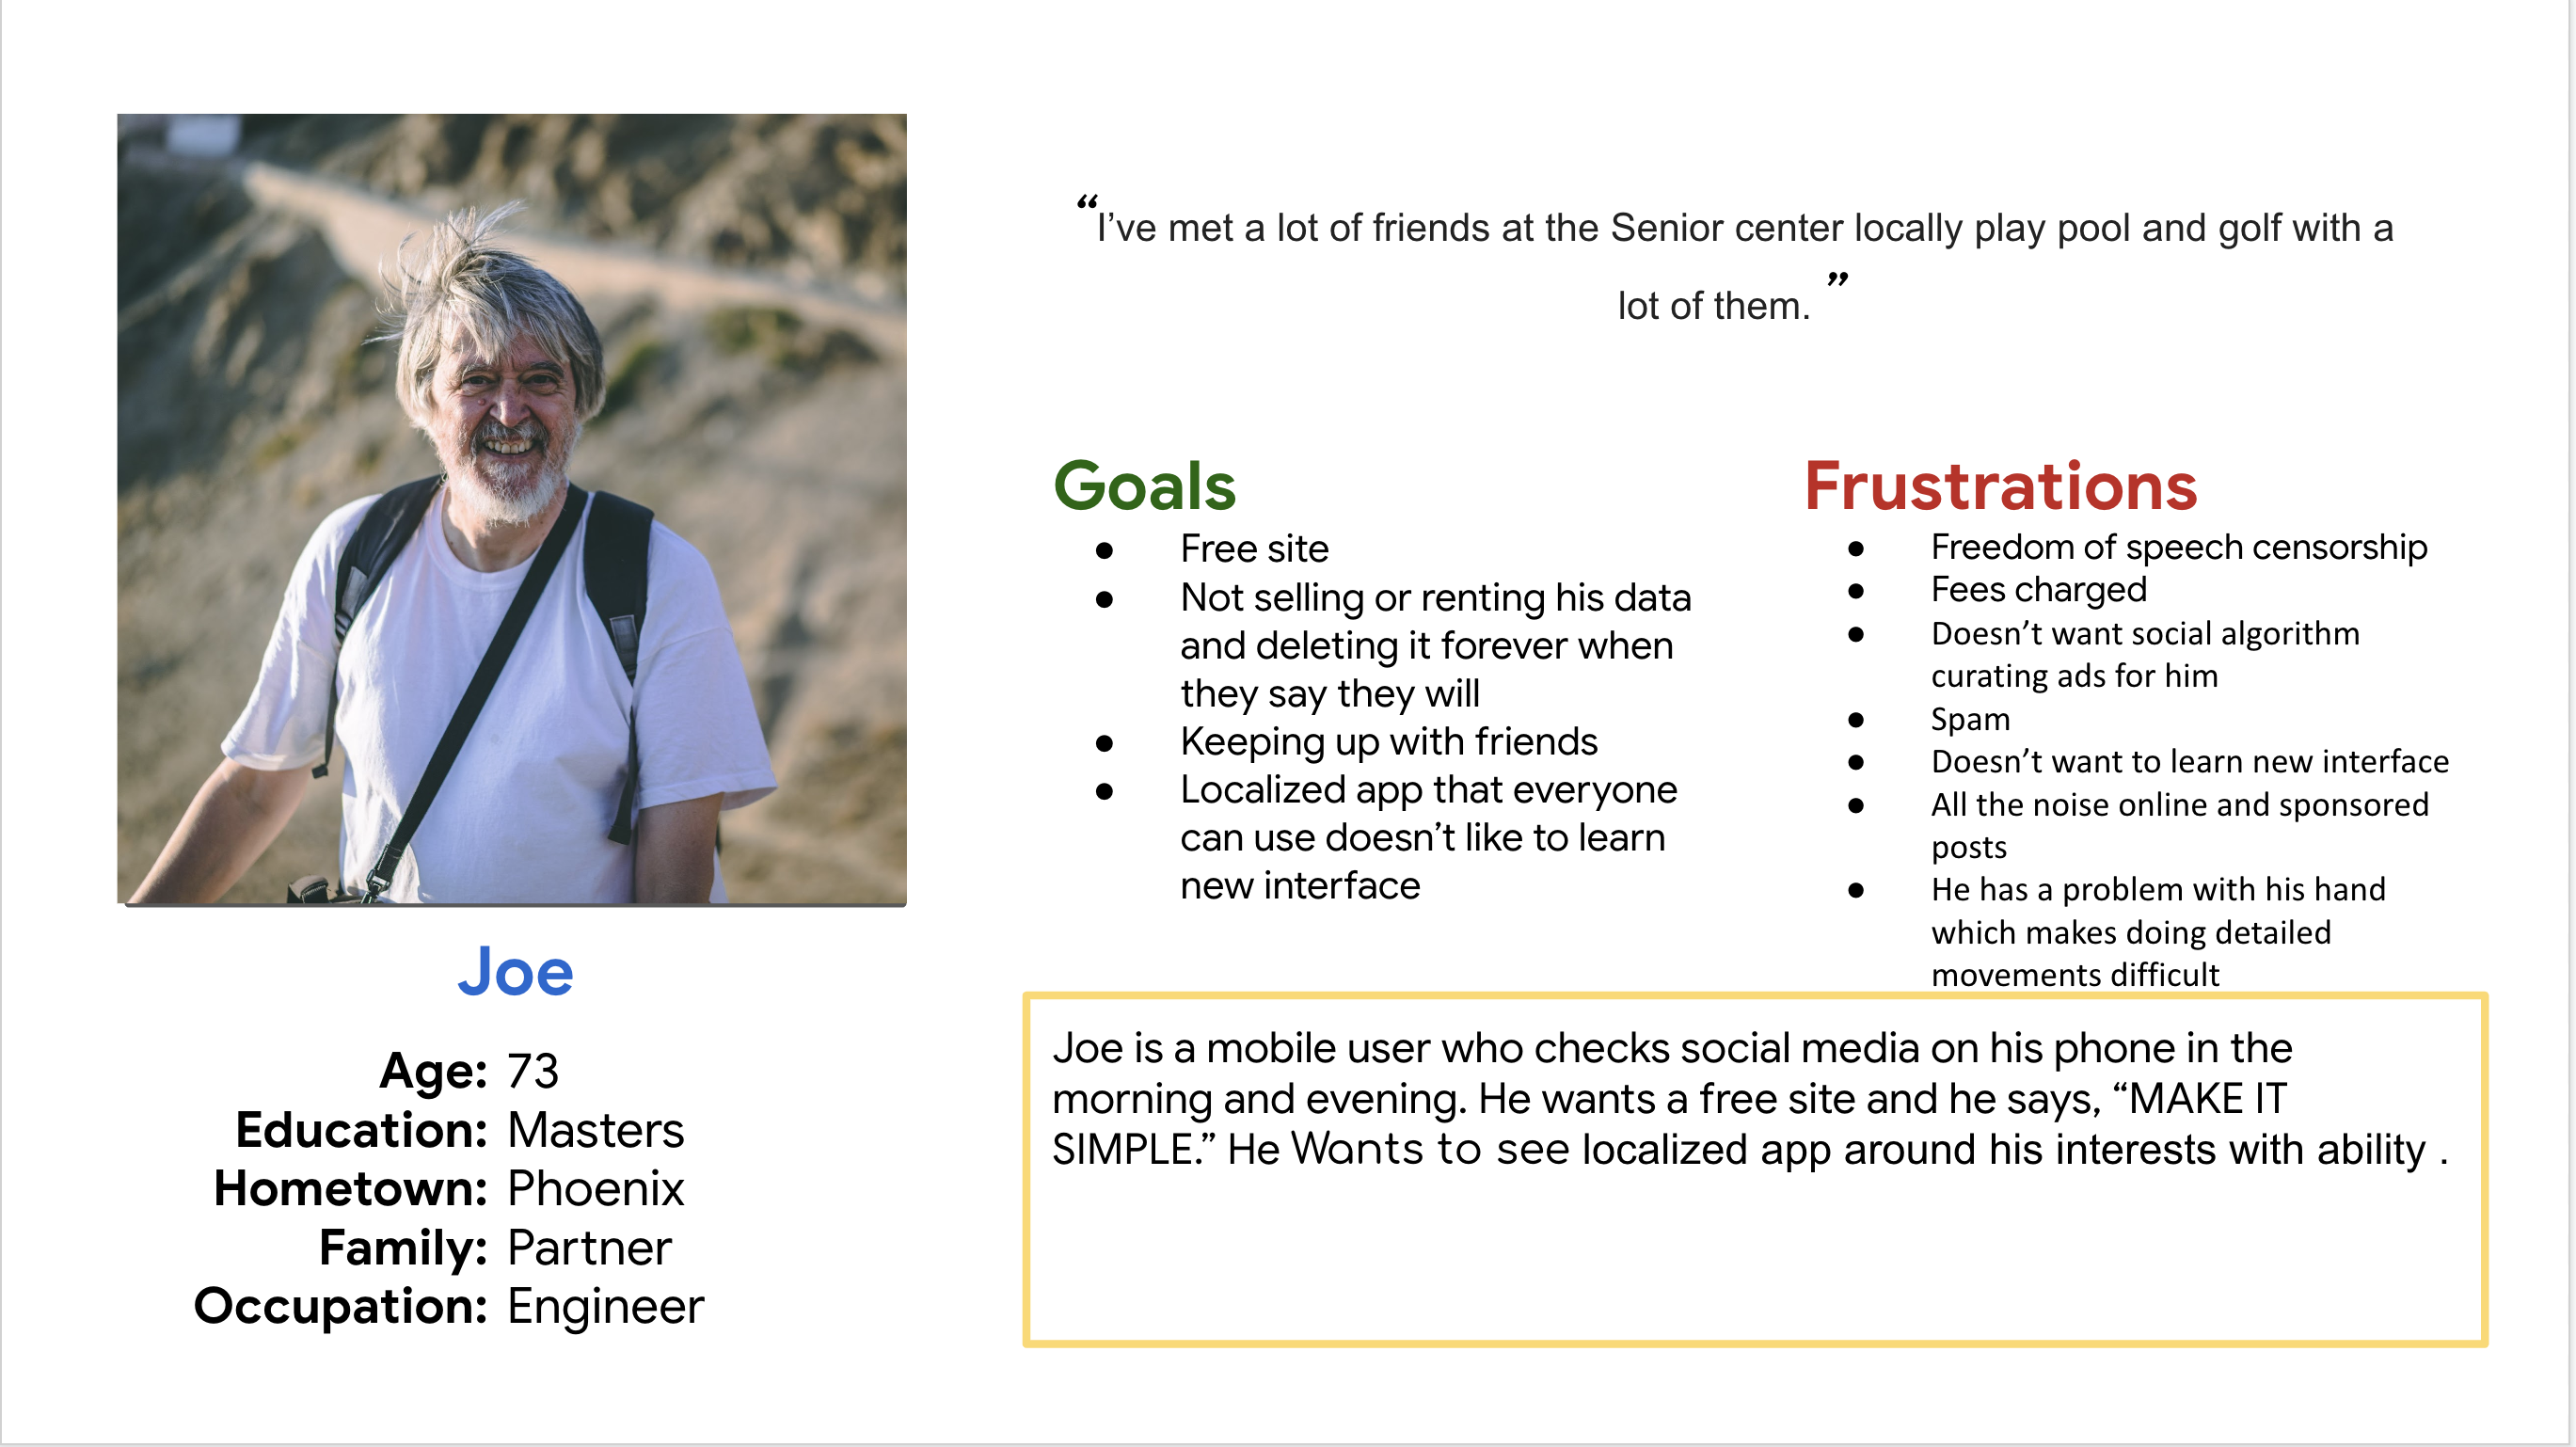 “I’ve met a lot of friends at the Senior center locally play pool and golf with a
lot of them. ”
Goals
● Free site
● Not selling or renting his data
and deleting it forever when
they say they will
● Keeping up with friends
● Localized app that everyone
can use doesn’t like to learn
new interface
Frustrations
● Freedom of speech censorship
● Fees charged
● Doesn’t want social algorithm
curating ads for him
● Spam
● Doesn’t want to learn new interface
● All the noise online and sponsored
posts
● He has a problem with his hand
which makes doing detailed
movements difficult
Joe
Age: 73
Education: Masters
Hometown: Phoenix
Family: Partner
Occupation: Engineer
Joe is a mobile user who checks social media on his phone in the
morning and evening. He wants a free site and he says, “MAKE IT
SIMPLE.” He Wants to see localized app around his interests with ability .